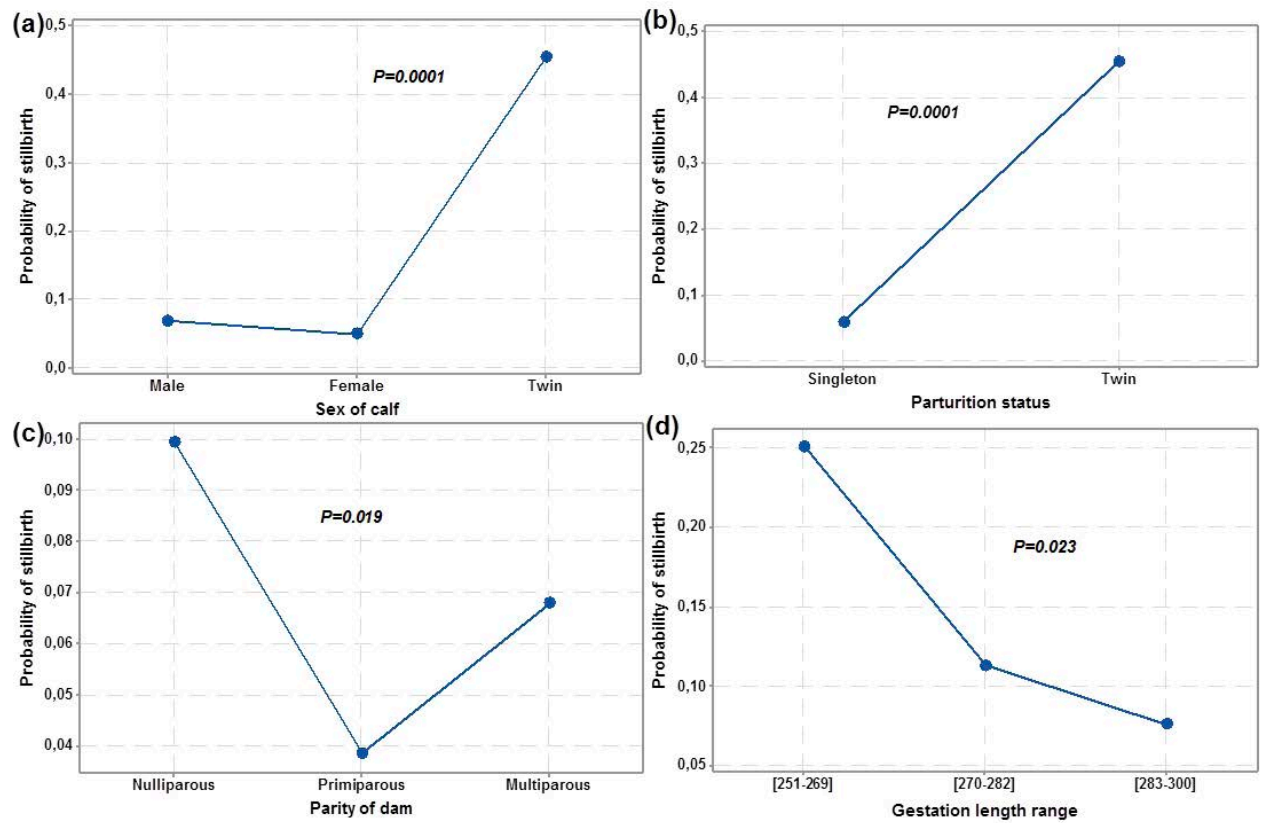 (a)
Probability of stillbirth
0,5
0,4
0,3
0,2
0,1
0,0
P=0.0001
Male Female Twin
Sex of calf
(b)
Probability of stillbirth
0,5
0,4
0,3
0,2
0,1
0,0
P=0.0001
Singleton Twin
Parturition status
(c)
Probability of stillbirth
0,10
0,09
0,08
0,07
0,06
0,05
0,04
P=0.019
Nulliparous Primiparous Multiparous
Parity of dam
(d)
Probability of stillbirth
0,25
0,20
0,15
0,10
0,05
P=0.023
[251-269] [270-282] [283-300]
Gestation length range